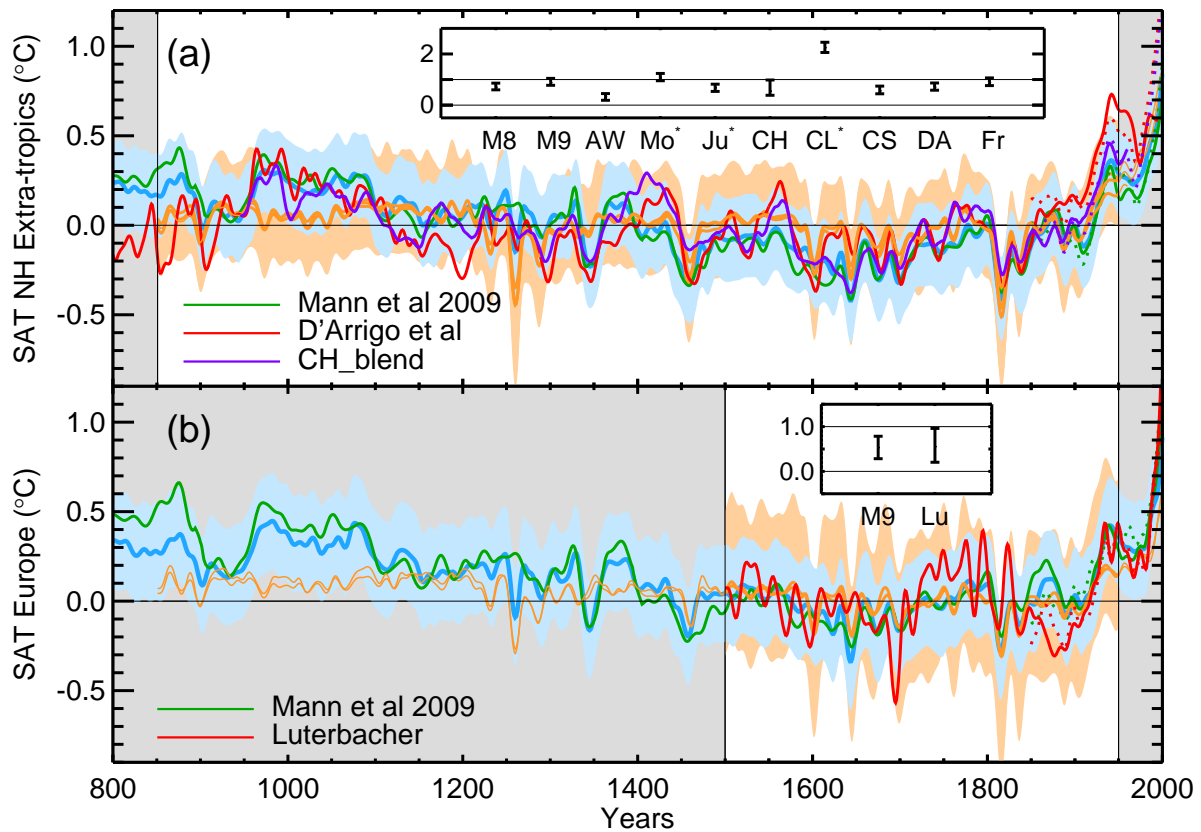 SAT NH Extra-tropics (°C)
1.0
0.5
0.0
-0.5
(a)
2
0
M8 M9 AW Mo* Ju* CH CL* CS DA Fr
Mann et al 2009
D'Arrigo et al
CH_blend
SAT Europe (°C)
1.0
0.5
0.0
-0.5
(b)
1.0
0.0
M9 Lu
Mann et al 2009
Luterbacher
800 1000 1200 1400 1600 1800 2000
Years